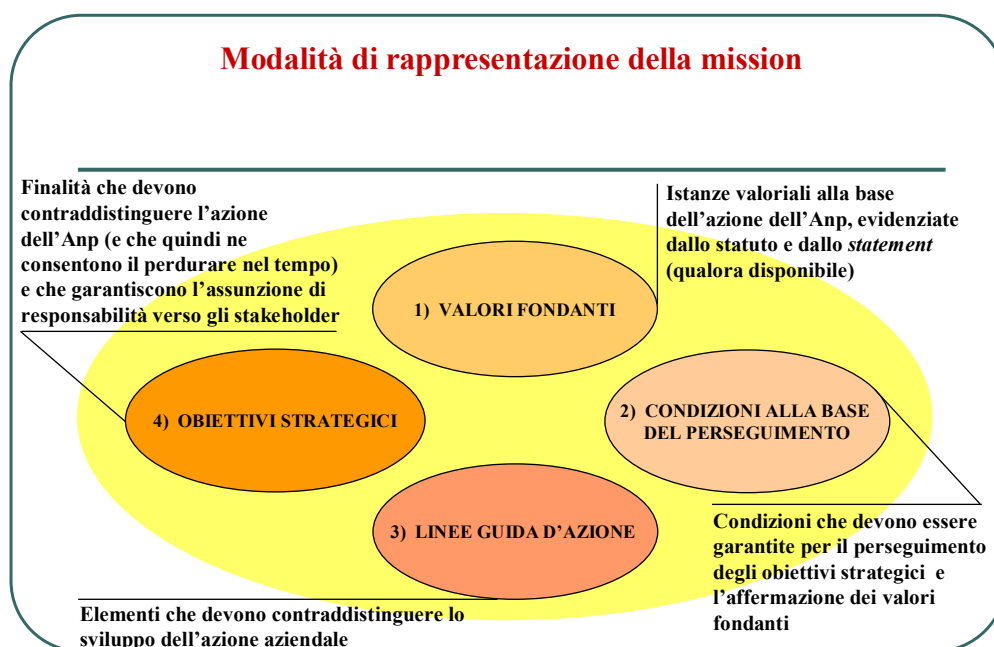 Modalità di rappresentazione della mission
Finalità che devono
contraddistinguere l’azione
dell’Anp (e che quindi ne
consentono il perdurare nel tempo)
e che garantiscono l’assunzione di
responsabilità verso gli stakeholder
Istanze valoriali alla base
dell’azione dell’Anp, evidenziate
dallo statuto e dallo statement
(qualora disponibile)
1) VALORI FONDANTI
4) OBIETTIVI STRATEGICI
2) CONDIZIONI ALLA BASE
DEL PERSEGUIMENTO
3) LINEE GUIDA D’AZIONE
Condizioni che devono essere
garantite per il perseguimento
degli obiettivi strategici e
l’affermazione dei valori
fondanti
Elementi che devono contraddistinguere lo
sviluppo dell’azione aziendale